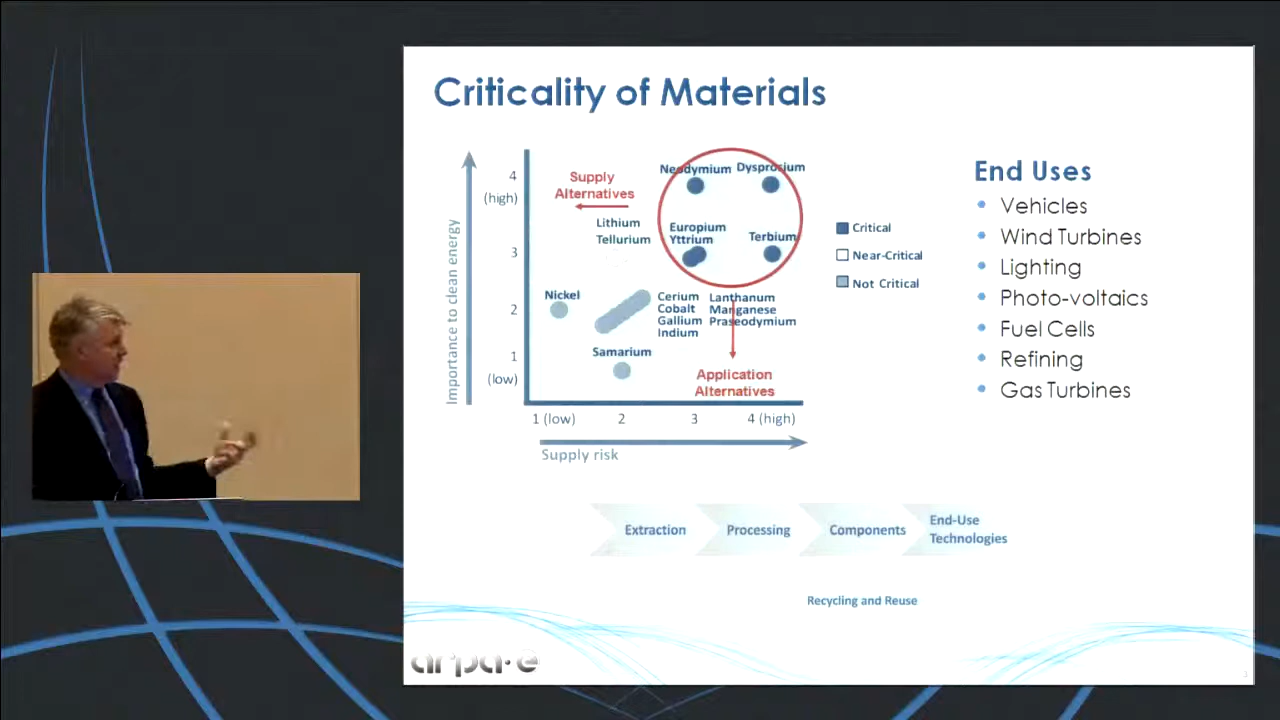 Criticality of Materials
Importance to clean energy
4
(high)
3
2
1
(low)
Supply
Alternatives
Neodymium
Dysprosium
Lithium
Tellurium
Europium
Yttrium
Terbium
Nickel
Cerium
Cobalt
Gallium
Indium
Lanthanum
Manganese
Praseodymium
Samarium
Application
Alternatives
1 (low)
2
3
4 (high)
Supply risk
Critical
Near-Critical
Not Critical
End Uses
Vehicles
Wind Turbines
Lighting
Photo-voltaics
Fuel Cells
Refining
Gas Turbines
Extraction
Processing
Components
End-Use
Technologies
Recycling and Reuse
arpa·e